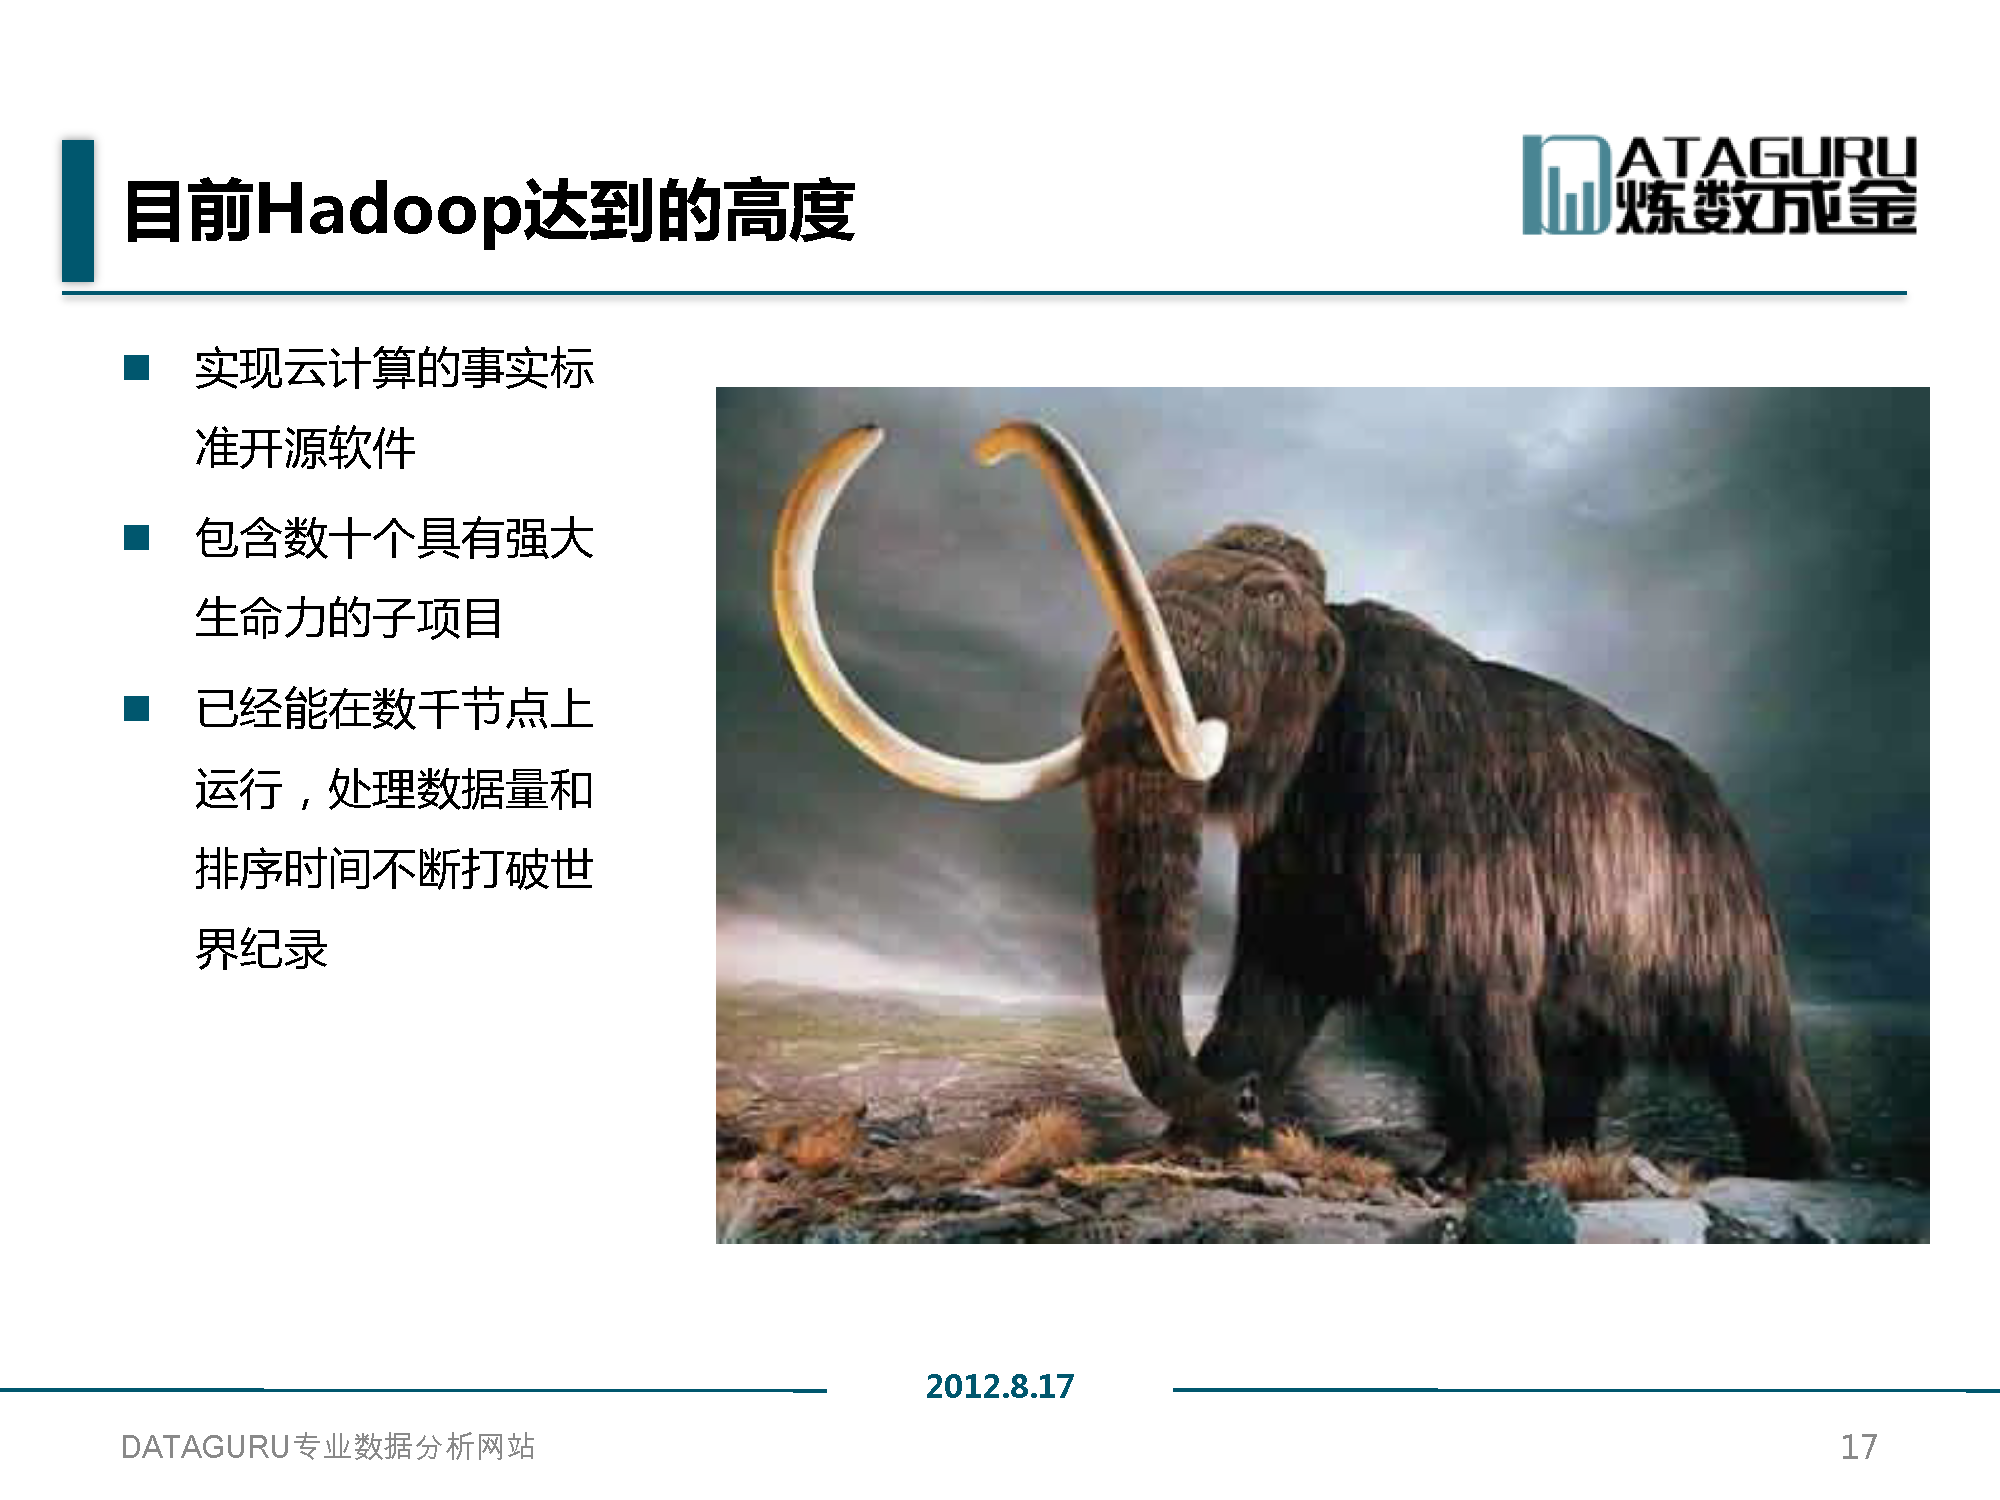 目前Hadoop达到的高度
DATAGURU
炼数成金
实现云计算的事实标
准开源软件
包含数十个具有强大
生命力的子项目
已经能在数千节点上
运行，处理数据量和
排序时间不断打破世
界纪录
2012.8.17
DATAGURU专业数据分析网站
17